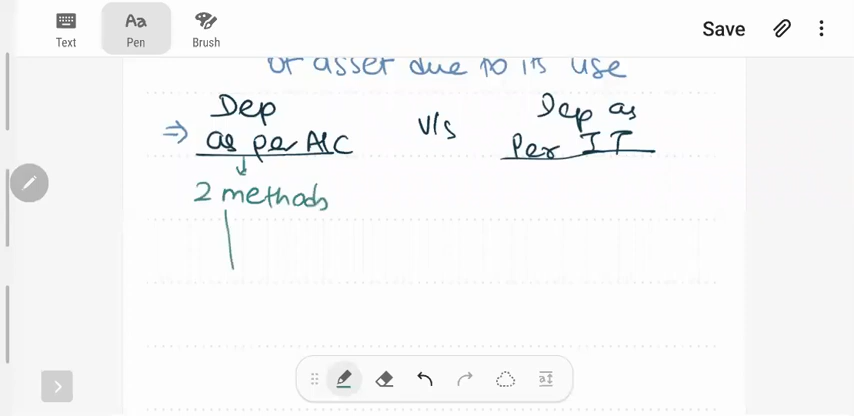 Text
Pen
Brush
Save
of asset due to its use
Dep v/s Dep as
⇒ as per A/C Per IT
2 methods